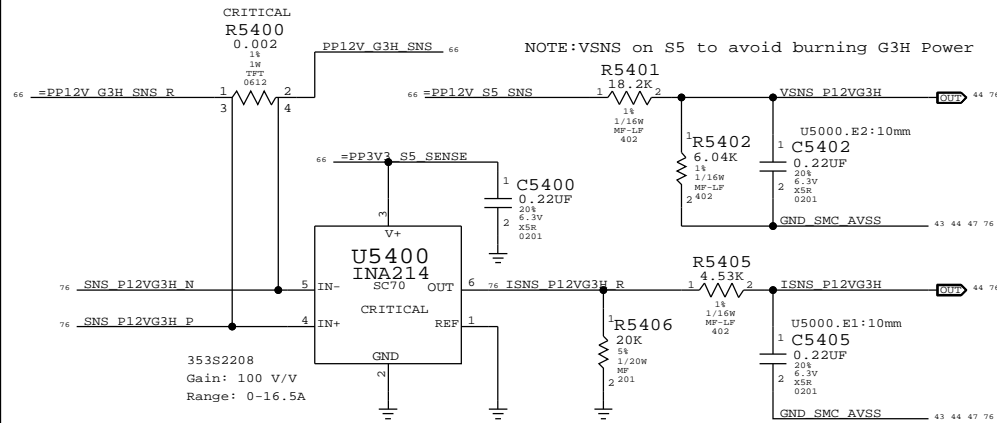 CRITICAL
R5400
0.002
1%
1W
TFT
0612
PP12V_G3H_SNS 66
66 =PP12V_G3H_SNS_R
1 2
3 4
NOTE:VSNS on S5 to avoid burning G3H Power
R5401
18.2K
66 =PP12V_S5_SNS
1 2
1%
1/16W
MF-LF
402
VSNS_P12VG3H
OUT 44 76
1
R5402
6.04K
1%
1/16W
MF-LF
2 402
U5000.E2:10mm
1
C5402
0.22UF
20%
6.3V
X5R
0201
2
GND_SMC_AVSS 43 44 47 76
66 =PP3V3_S5_SENSE
1
C5400
0.22UF
20%
6.3V
X5R
0201
2
3
V+
U5400
INA214
SC70
CRITICAL
76 SNS_P12VG3H_N 5 IN-
76 SNS_P12VG3H_P 4 IN+
OUT 6
REF 1
GND
2
353S2208
Gain: 100 V/V
Range: 0-16.5A
76 ISNS_P12VG3H_R
R5405
4.53K
1 2
1%
1/16W
MF-LF
402
ISNS_P12VG3H
OUT 44 76
1
R5406
20K
5%
1/20W
MF
2 201
U5000.E1:10mm
1
C5405
0.22UF
20%
6.3V
X5R
0201
2
GND_SMC_AVSS 43 44 47 76